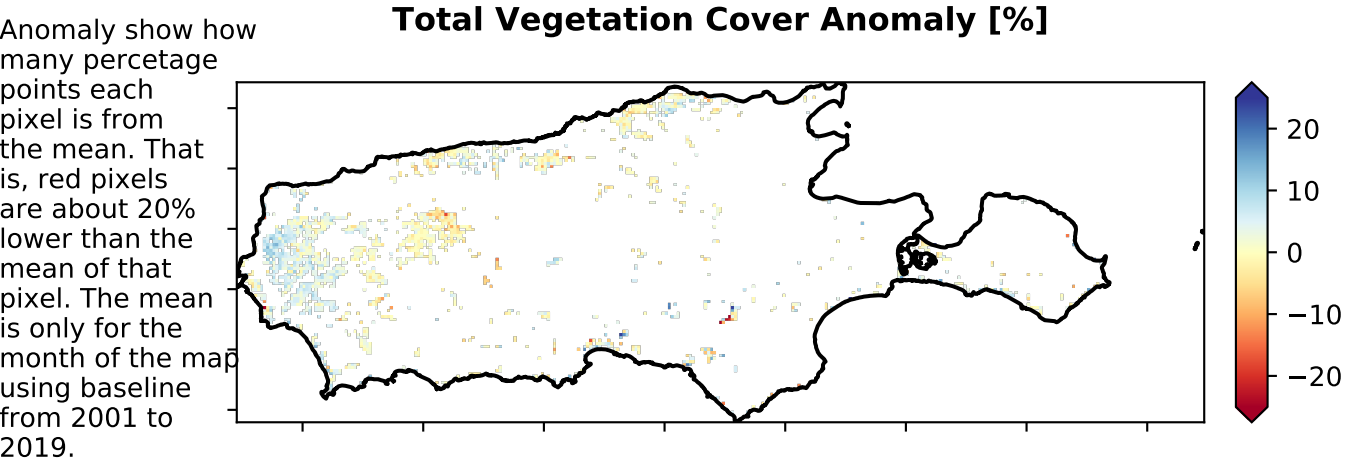 Total Vegetation Cover Anomaly [%]
Anomaly show how
many percetage
points each
pixel is from
the mean. That
is, red pixels
are about 20%
lower than the
mean of that
pixel. The mean
is only for the
month of the map
using baseline
from 2001 to
2019.
20
10
0
−10
−20